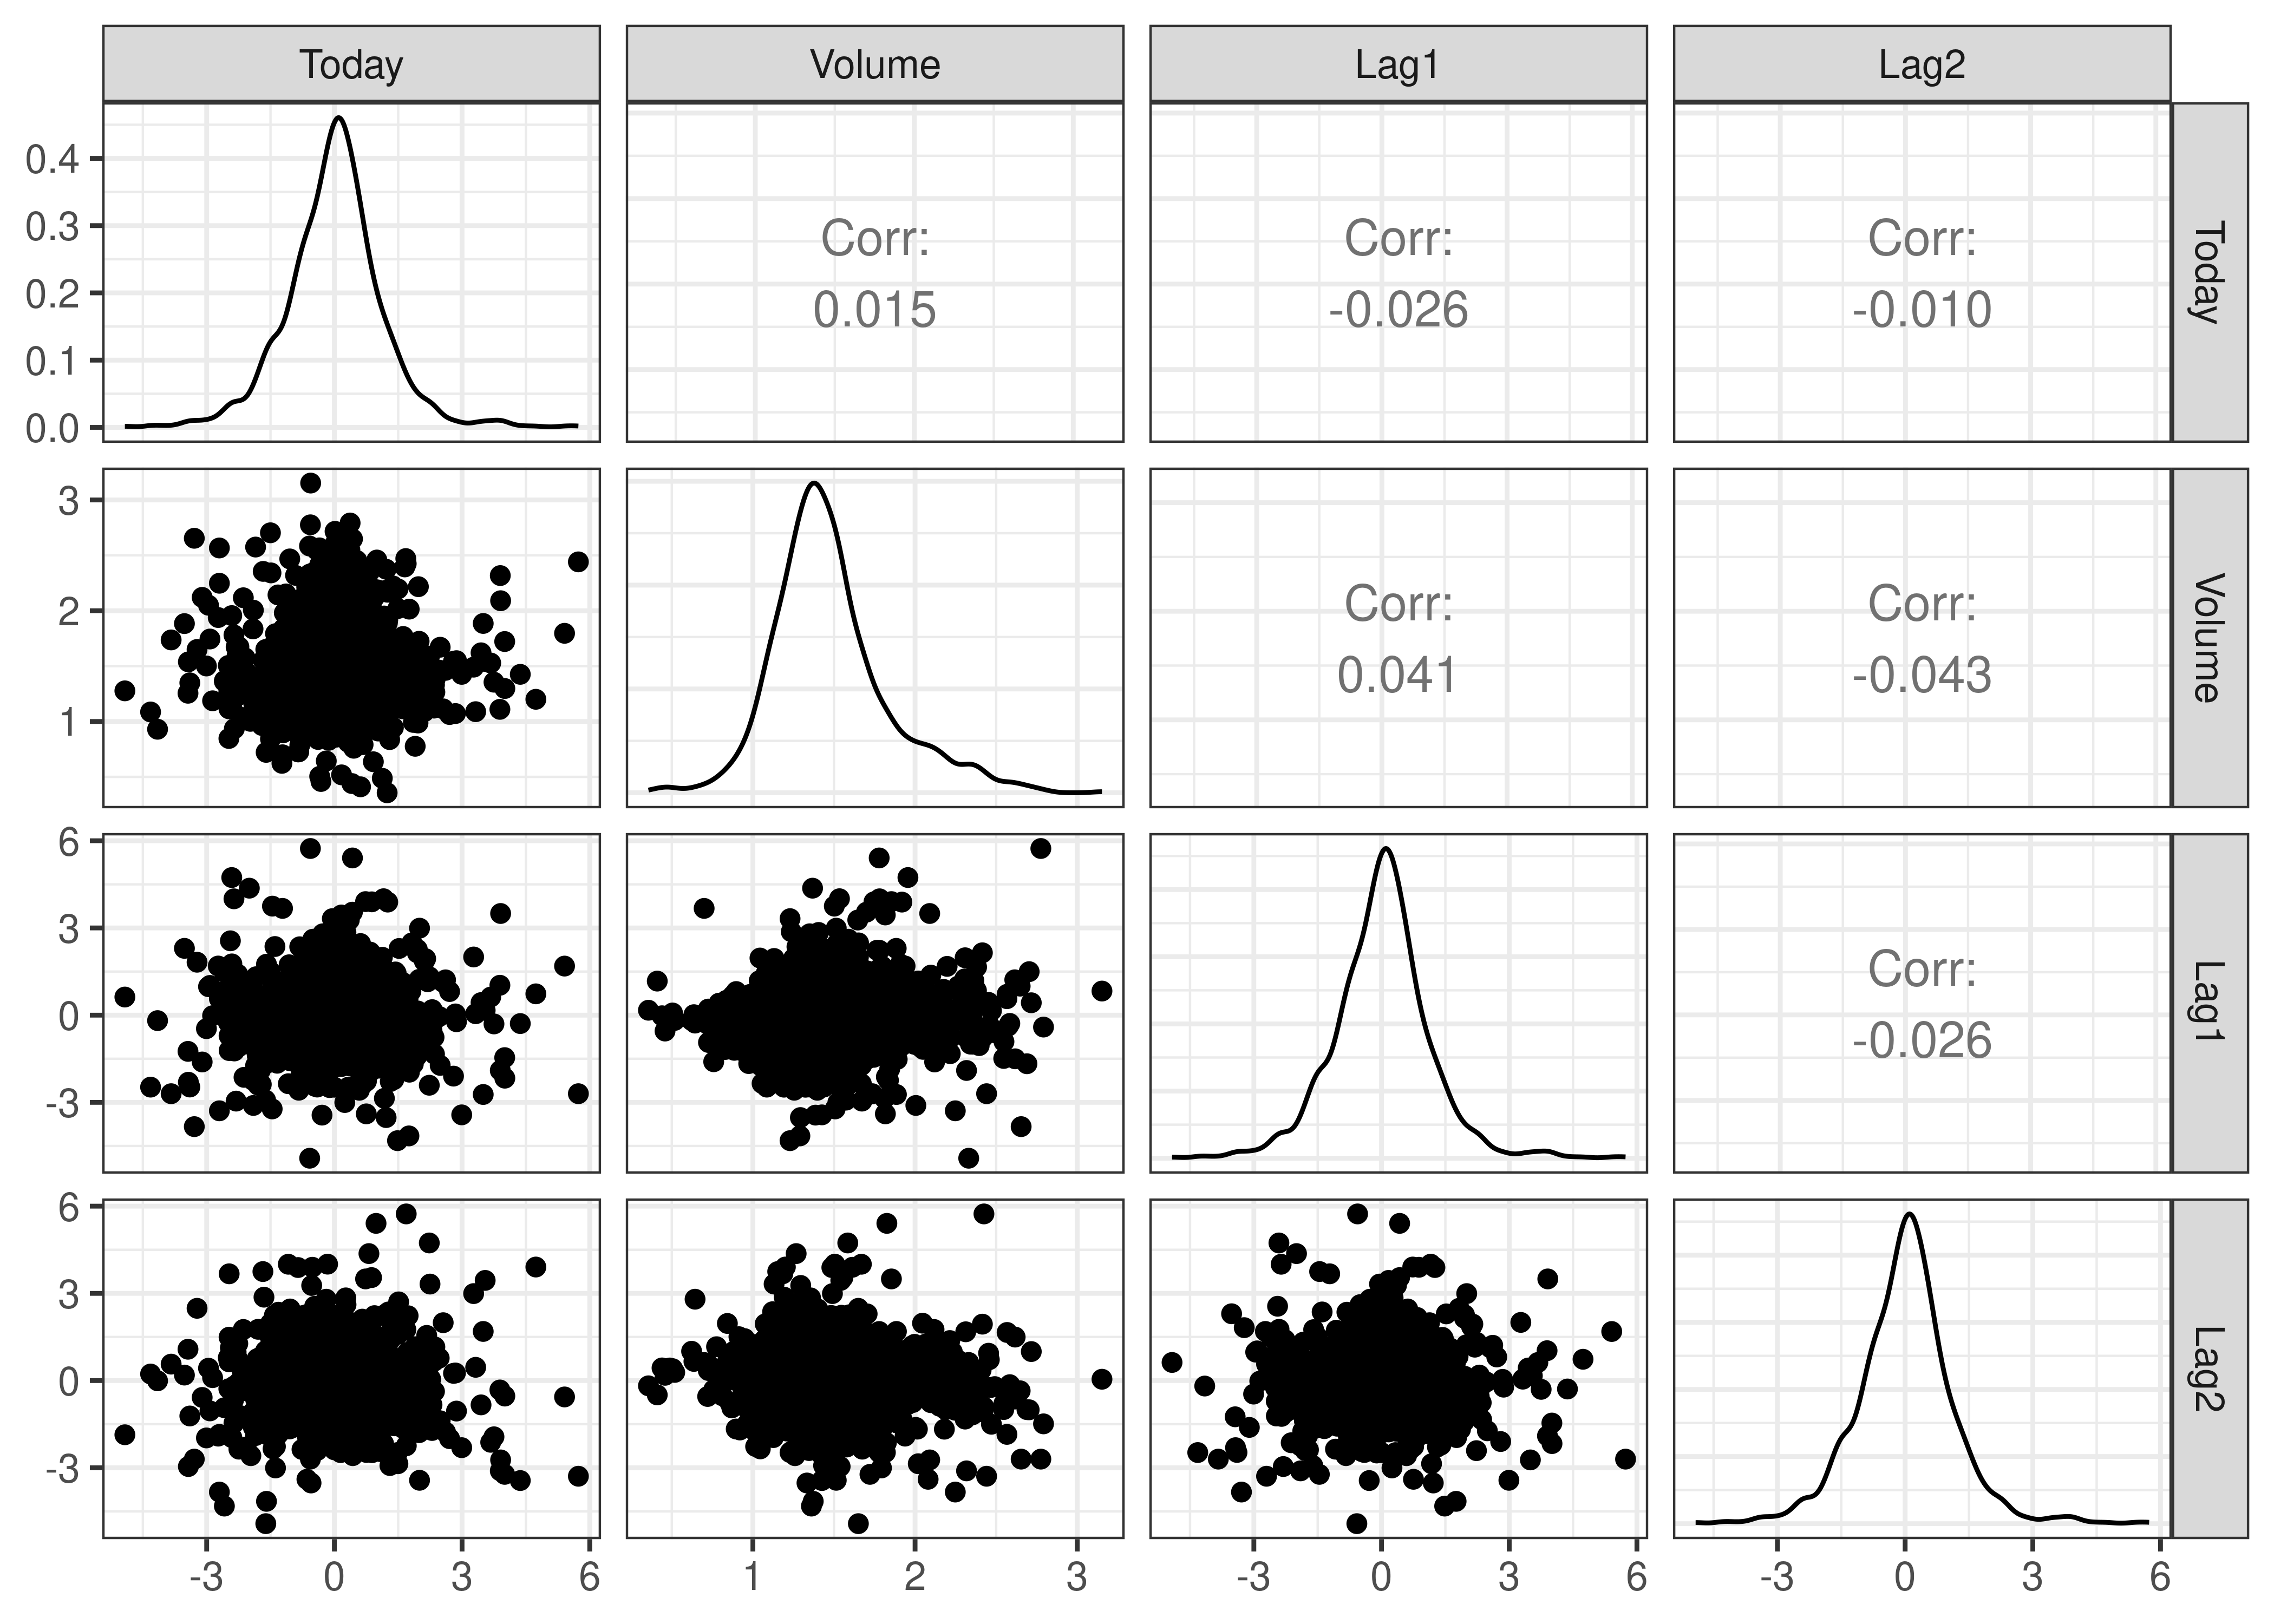 Today Volume Lag1 Lag2
0.4
0.3
0.2
0.1
0.0
Corr:
0.015
Corr:
-0.026
Corr:
-0.010
Today
3
2
1
Corr:
0.041
Corr:
-0.043
Volume
6
3
0
-3
Corr:
-0.026
Lag1
6
3
0
-3
Lag2
-3 0 3 6 1 2 3 -3 0 3 6 -3 0 3 6